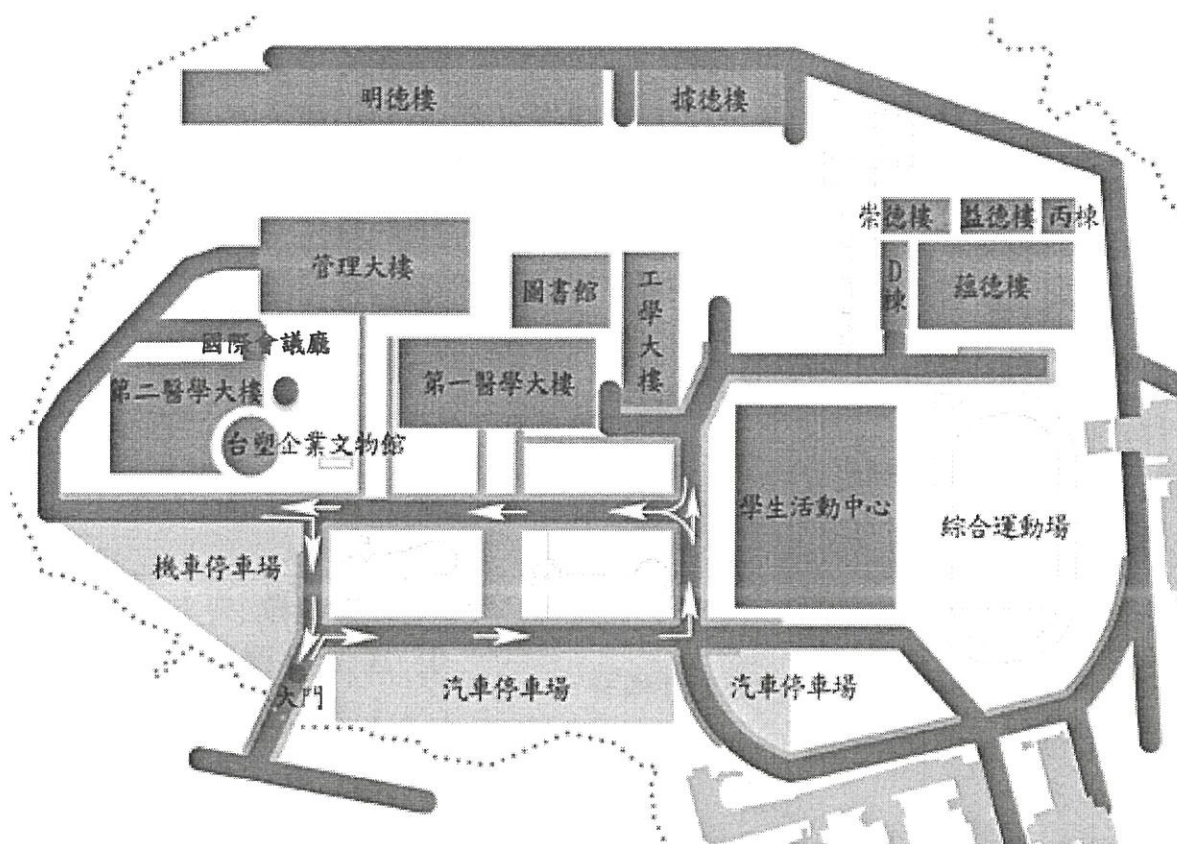 明德樓
據德樓
崇德樓
益德樓
丙棟
管理大樓
圖書館
工學大樓
D棟
蘊德樓
國際會議廳
第二醫學大樓
第一醫學大樓
台塑企業文物館
學生活動中心
綜合運動場
機車停車場
大門
汽車停車場
汽車停車場